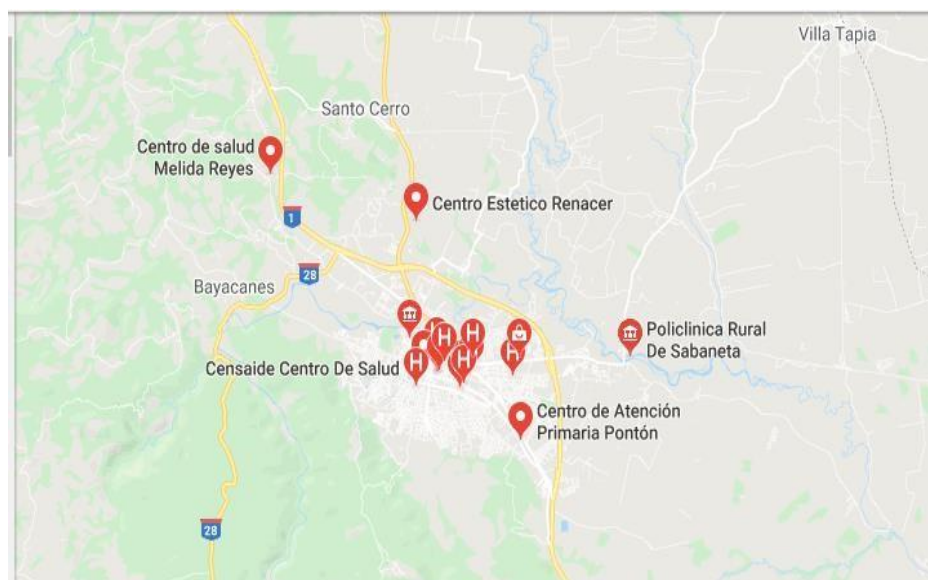 Villa Tapia
Santo Cerro
Centro de salud
Melida Reyes
Centro Estetico Renacer
1
28
Bayacanes
H
H
H
H
H
Policlinica Rural
De Sabaneta
Censaide Centro De Salud
Centro de Atención
Primaria Pontón
28